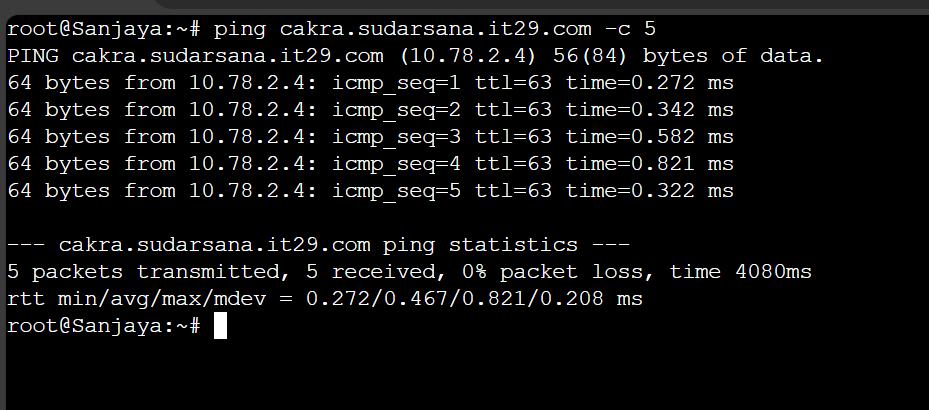 root@Sanjaya:~# ping cakra.sudarsana.it29.com -c 5
PING cakra.sudarsana.it29.com (10.78.2.4) 56(84) bytes of data.
64 bytes from 10.78.2.4: icmp_seq=1 ttl=63 time=0.272 ms
64 bytes from 10.78.2.4: icmp_seq=2 ttl=63 time=0.342 ms
64 bytes from 10.78.2.4: icmp_seq=3 ttl=63 time=0.582 ms
64 bytes from 10.78.2.4: icmp_seq=4 ttl=63 time=0.821 ms
64 bytes from 10.78.2.4: icmp_seq=5 ttl=63 time=0.322 ms

--- cakra.sudarsana.it29.com ping statistics ---
5 packets transmitted, 5 received, 0% packet loss, time 4080ms
rtt min/avg/max/mdev = 0.272/0.467/0.821/0.208 ms
root@Sanjaya:~#